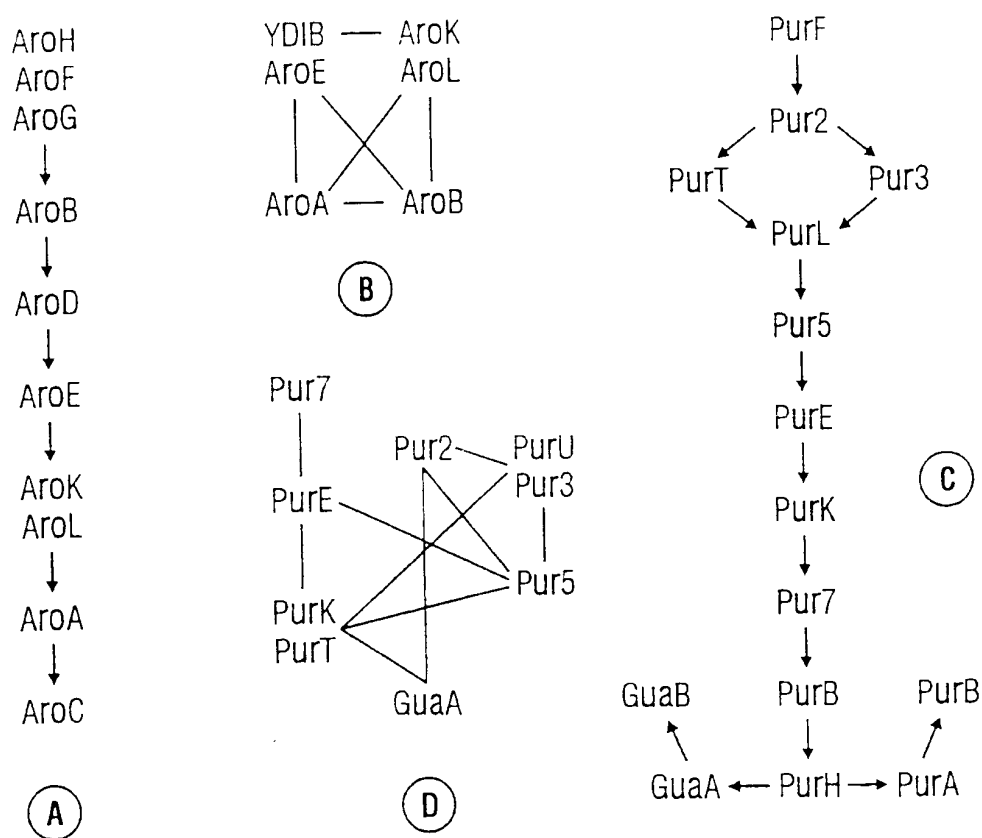 AroH
AroF
AroG
AroB
AroD
AroE
AroK
AroL
AroA
AroC
A
YDIB AroK
AroE AroL
AroA AroB
B
PurF
Pur2
PurT Pur3
PurL
Pur5
PurE
PurK
Pur7
GuaB PurB PurB
GuaA PurH PurA
C
Pur7
Pur2 PurU
PurE Pur3
Pur5
PurK
PurT
GuaA
D